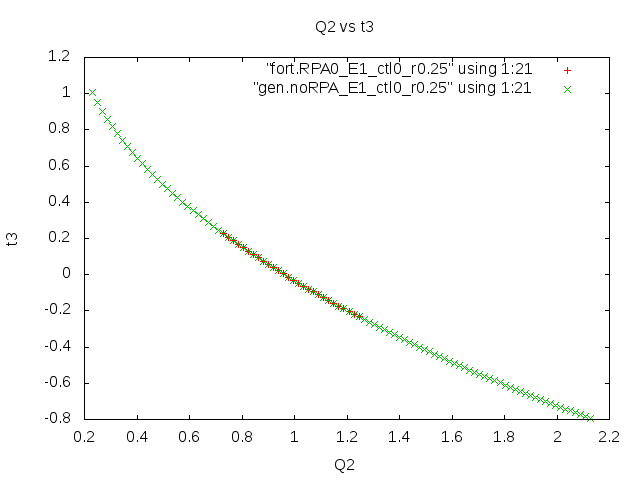 Q2 vs t3
"fort.RPA0_E1_ctl0_r0.25" using 1:21
"gen.noRPA_E1_ctl0_r0.25" using 1:21
1.2
1
0.8
0.6
0.4
0.2
0
-0.2
-0.4
-0.6
-0.8
t3
0.2 0.4 0.6 0.8 1 1.2 1.4 1.6 1.8 2 2.2
Q2